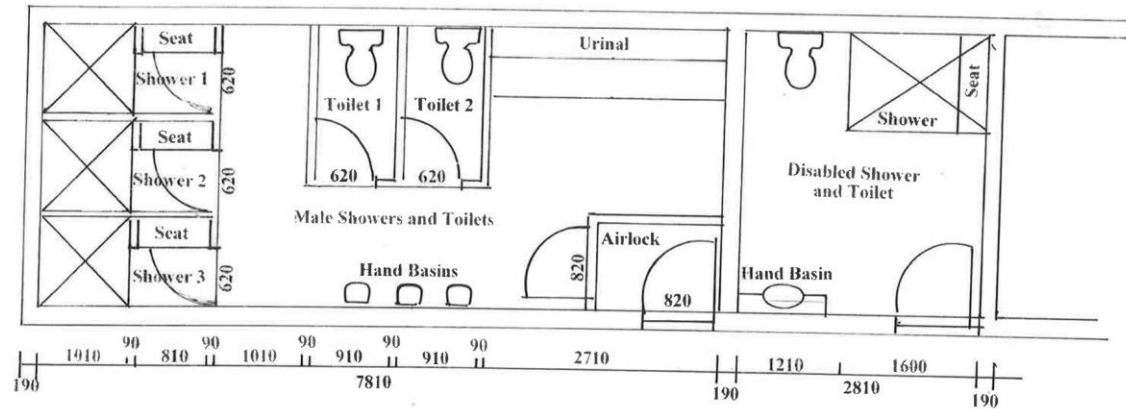 Seat
Urinal
Shower 1
620
Toilet 1
Toilet 2
Seat
Shower
Seat
620
620
Disabled Shower
and Toilet
Shower 2
620
Male Showers and Toilets
Seat
Airlock
Shower 3
620
Hand Basins
820
Hand Basin
820
90
90
90
90
90
1010
810
1010
910
910
2710
1210
1600
190
7810
190
2810
190